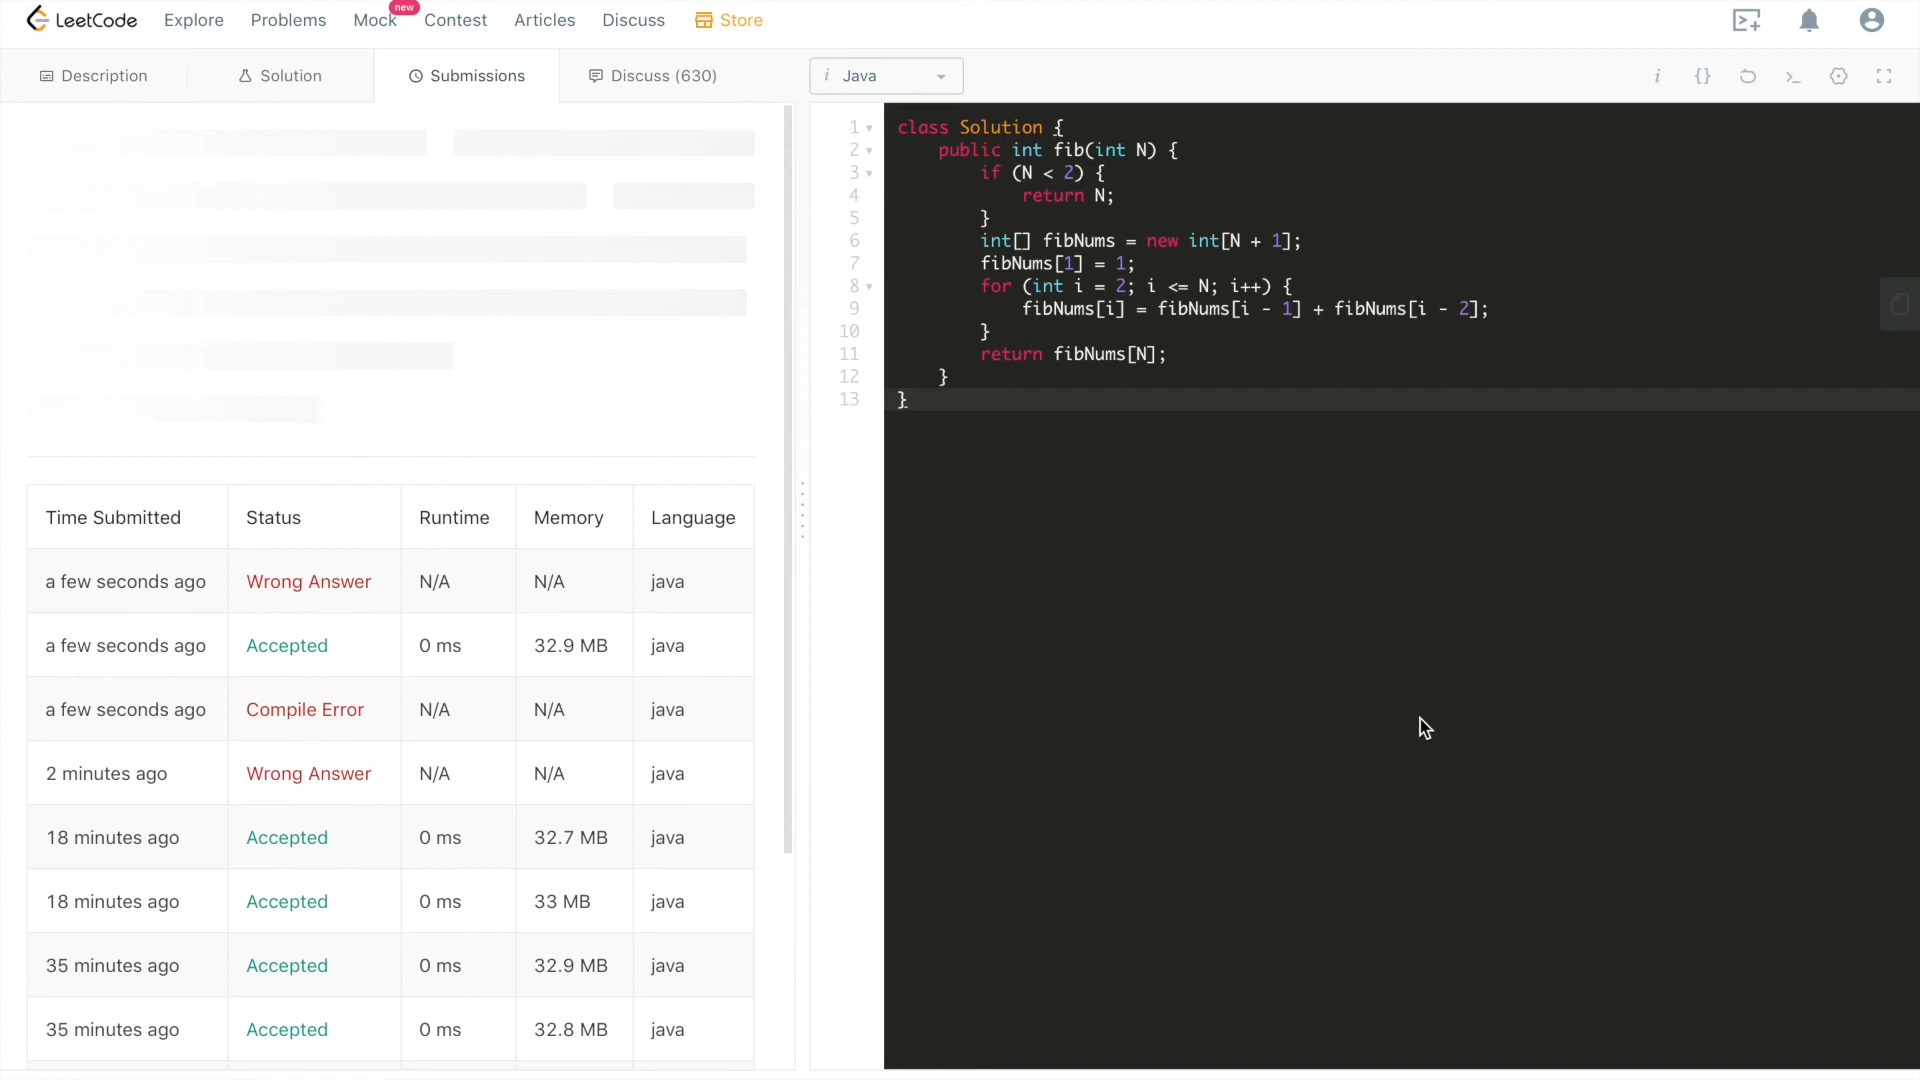 LeetCode Explore Problems Mock new Contest Articles Discuss Store
Description Solution Submissions Discuss (630)
i Java
Time Submitted Status Runtime Memory Language
a few seconds ago Wrong Answer N/A N/A java
a few seconds ago Accepted 0 ms 32.9 MB java
a few seconds ago Compile Error N/A N/A java
2 minutes ago Wrong Answer N/A N/A java
18 minutes ago Accepted 0 ms 32.7 MB java
18 minutes ago Accepted 0 ms 33 MB java
35 minutes ago Accepted 0 ms 32.9 MB java
35 minutes ago Accepted 0 ms 32.8 MB java
i {} >_
1 class Solution {
2 public int fib(int N) {
3 if (N < 2) {
4 return N;
5 }
6 int[] fibNums = new int[N + 1];
7 fibNums[1] = 1;
8 for (int i = 2; i <= N; i++) {
9 fibNums[i] = fibNums[i - 1] + fibNums[i - 2];
10 }
11 return fibNums[N];
12 }
13 }